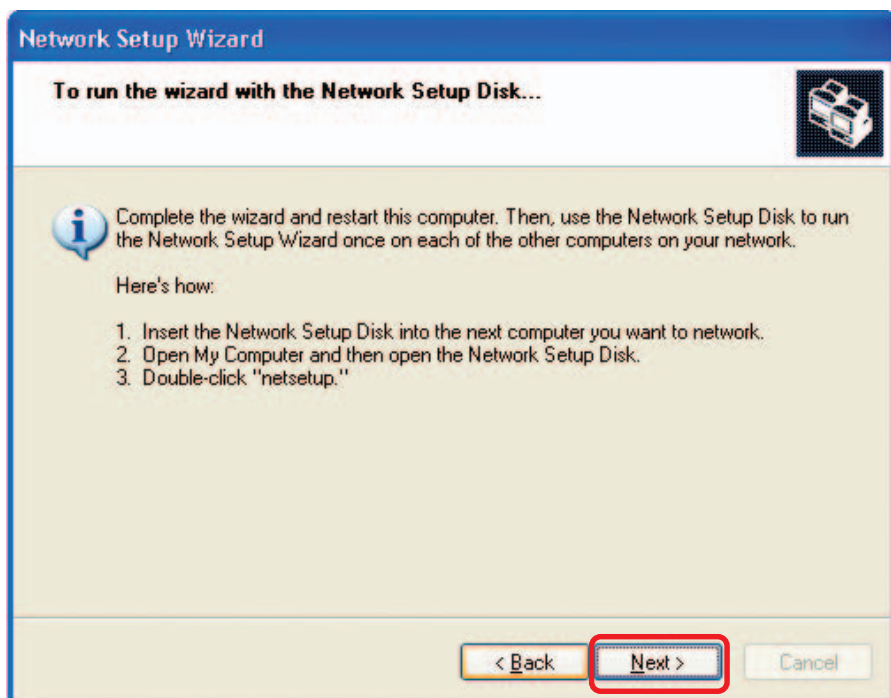 Network Setup Wizard
To run the wizard with the Network Setup Disk...
Complete the wizard and restart this computer. Then, use the Network Setup Disk to run
the Network Setup Wizard once on each of the other computers on your network.
Here's how:
1. Insert the Network Setup Disk into the next computer you want to network.
2. Open My Computer and then open the Network Setup Disk.
3. Double-click "netsetup."
< Back Next > Cancel